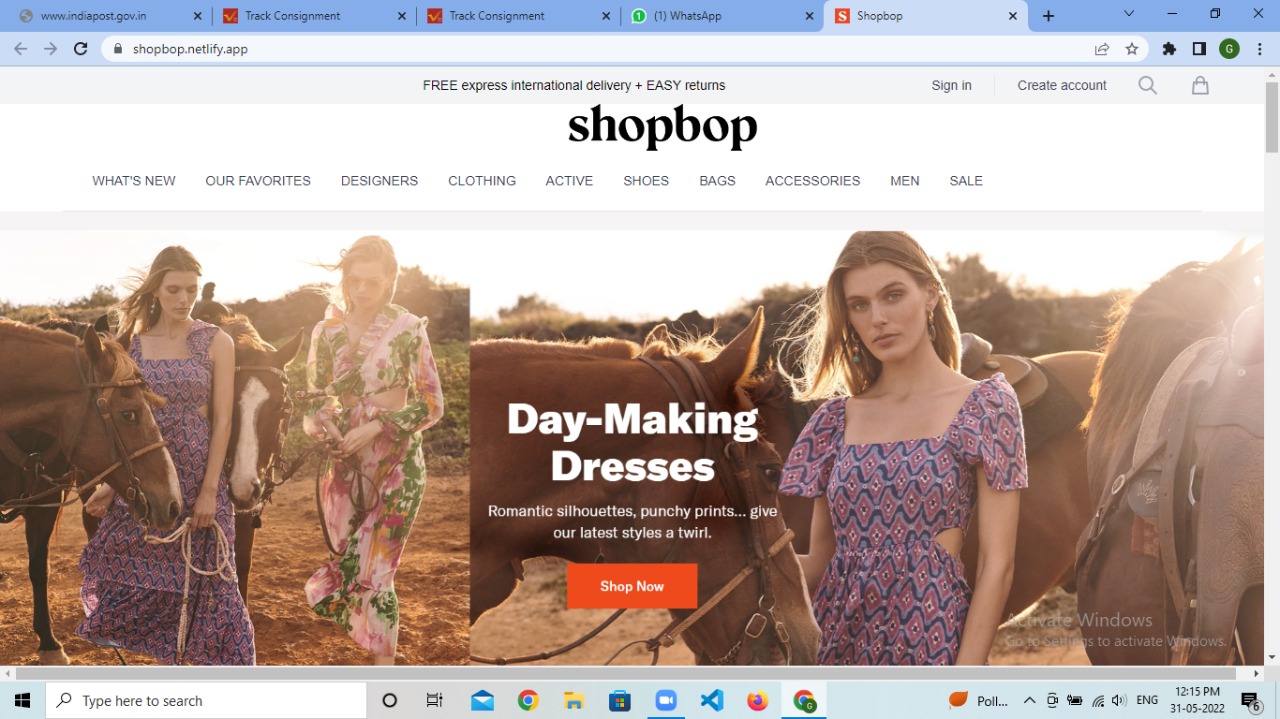 www.indiapost.gov.in
Track Consignment
Track Consignment
(1) WhatsApp
Shopbop
shopbop.netlify.app
G
FREE express international delivery + EASY returns
Sign in
Create account
shopbop
WHAT'S NEW
OUR FAVORITES
DESIGNERS
CLOTHING
ACTIVE
SHOES
BAGS
ACCESSORIES
MEN
SALE
Day-Making
Dresses
Romantic silhouettes, punchy prints... give
our latest styles a twirl.
Shop Now
Activate Windows
Go to Settings to activate Windows.
Type here to search
Poll...
ENG
12:15 PM
31-05-2022
6